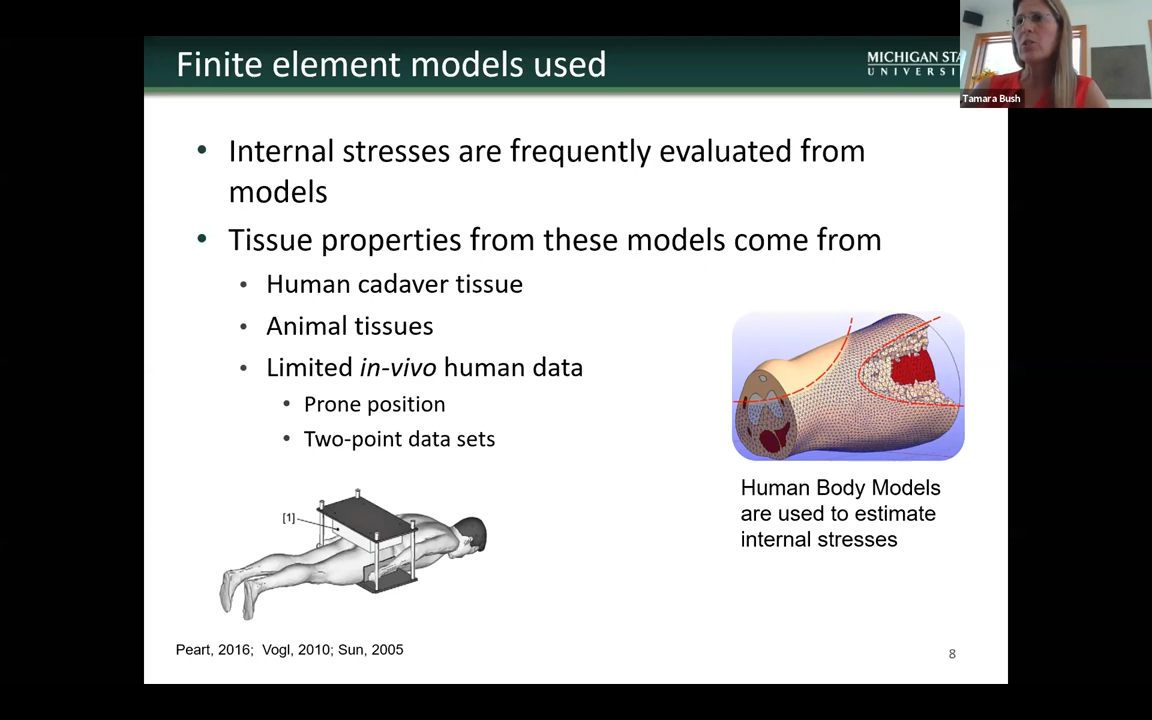 Finite element models used
MICHIGAN STA
UNIVERSI
Tamara Bush
• Internal stresses are frequently evaluated from
models
• Tissue properties from these models come from
• Human cadaver tissue
• Animal tissues
• Limited in-vivo human data
• Prone position
• Two-point data sets
[1]
Human Body Models
are used to estimate
internal stresses
Peart, 2016; Vogl, 2010; Sun, 2005
8